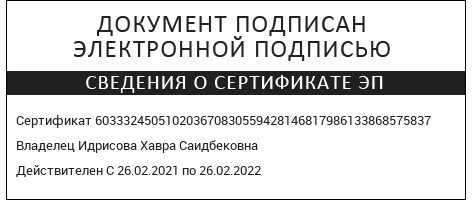 ДОКУМЕНТ ПОДПИСАН
ЭЛЕКТРОННОЙ ПОДПИСЬЮ
СВЕДЕНИЯ О СЕРТИФИКАТЕ ЭП
Сертификат 603332450510203670830559428146817986133868575837
Владелец Идрисова Хавра Саидбековна
Действителен С 26.02.2021 по 26.02.2022